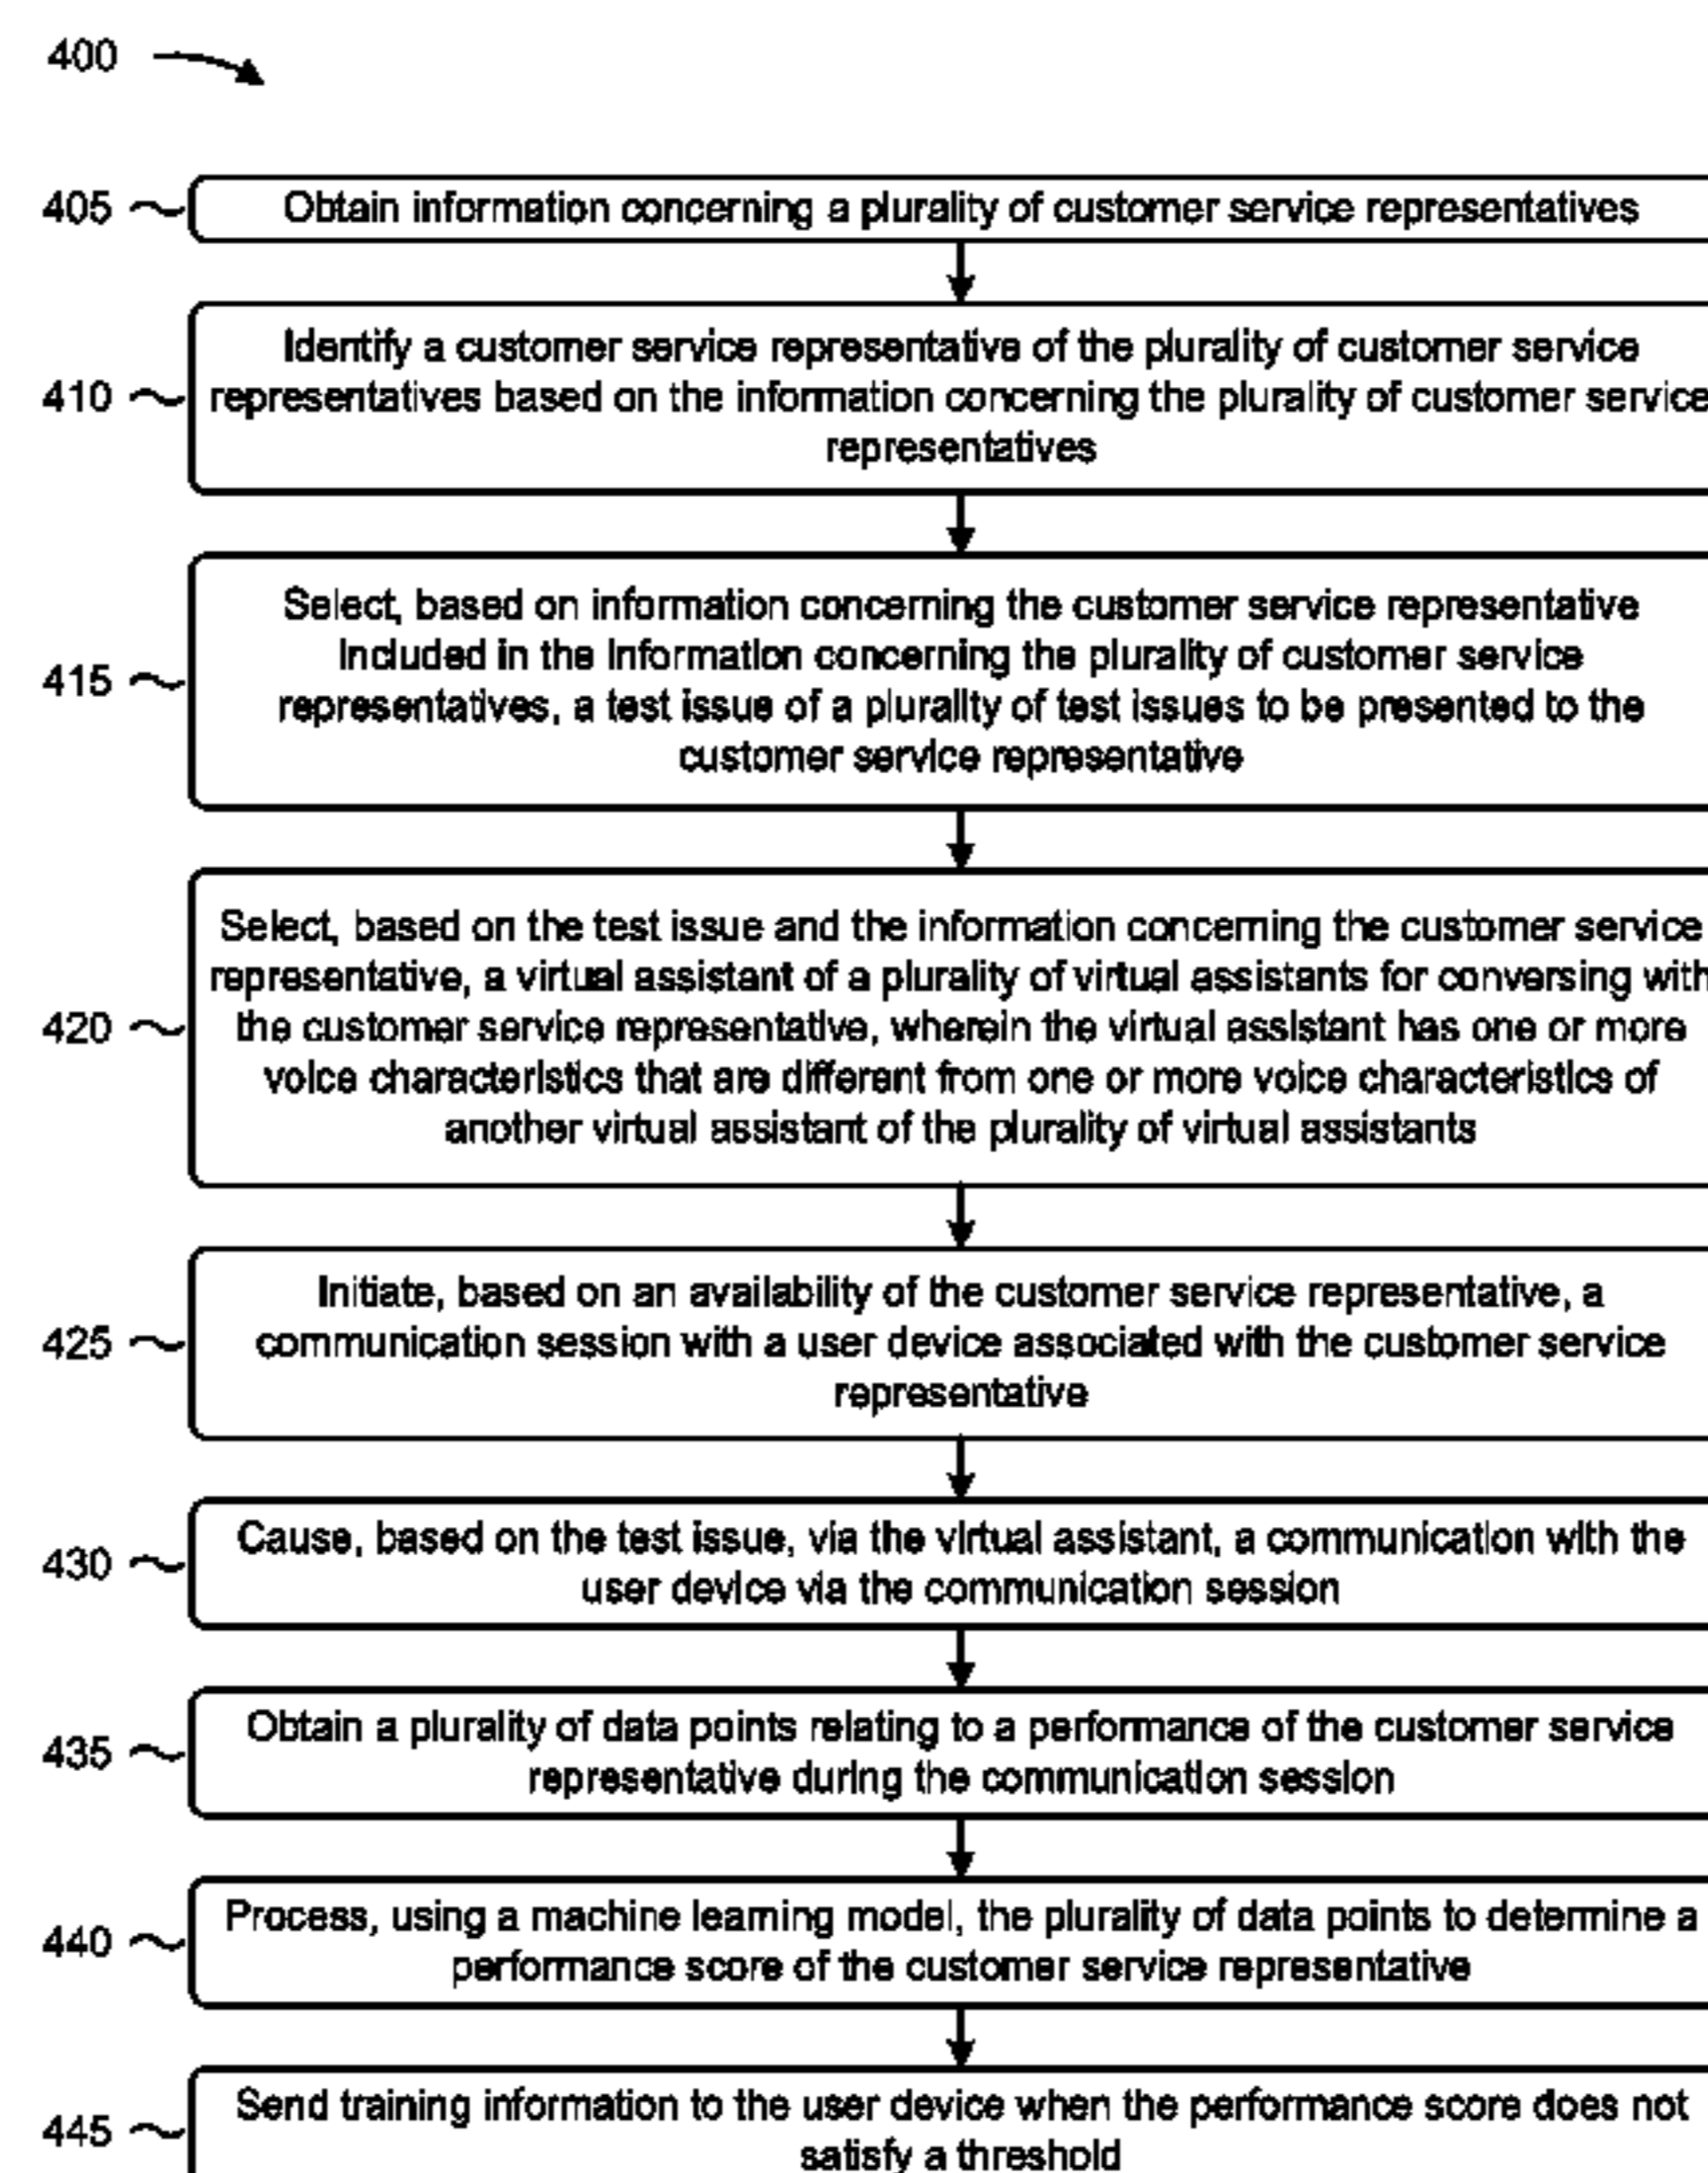 400
405 Obtain information concerning a plurality of customer service representatives
Identify a customer service representative of the plurality of customer service
410 representatives based on the information concerning the plurality of customer service
representatives
Select, based on information concerning the customer service representative
included in the information concerning the plurality of customer service
415 representatives, a test issue of a plurality of test issues to be presented to the
customer service representative
Select, based on the test issue and the information concerning the customer service
representative, a virtual assistant of a plurality of virtual assistants for conversing with
420 the customer service representative, wherein the virtual assistant has one or more
voice characteristics that are different from one or more voice characteristics of
another virtual assistant of the plurality of virtual assistants
Initiate, based on an availability of the customer service representative, a
425 communication session with a user device associated with the customer service
representative
430 Cause, based on the test issue, via the virtual assistant, a communication with the
user device via the communication session
435 Obtain a plurality of data points relating to a performance of the customer service
representative during the communication session
440 Process, using a machine learning model, the plurality of data points to determine a
performance score of the customer service representative
445 Send training information to the user device when the performance score does not
satisfy a threshold